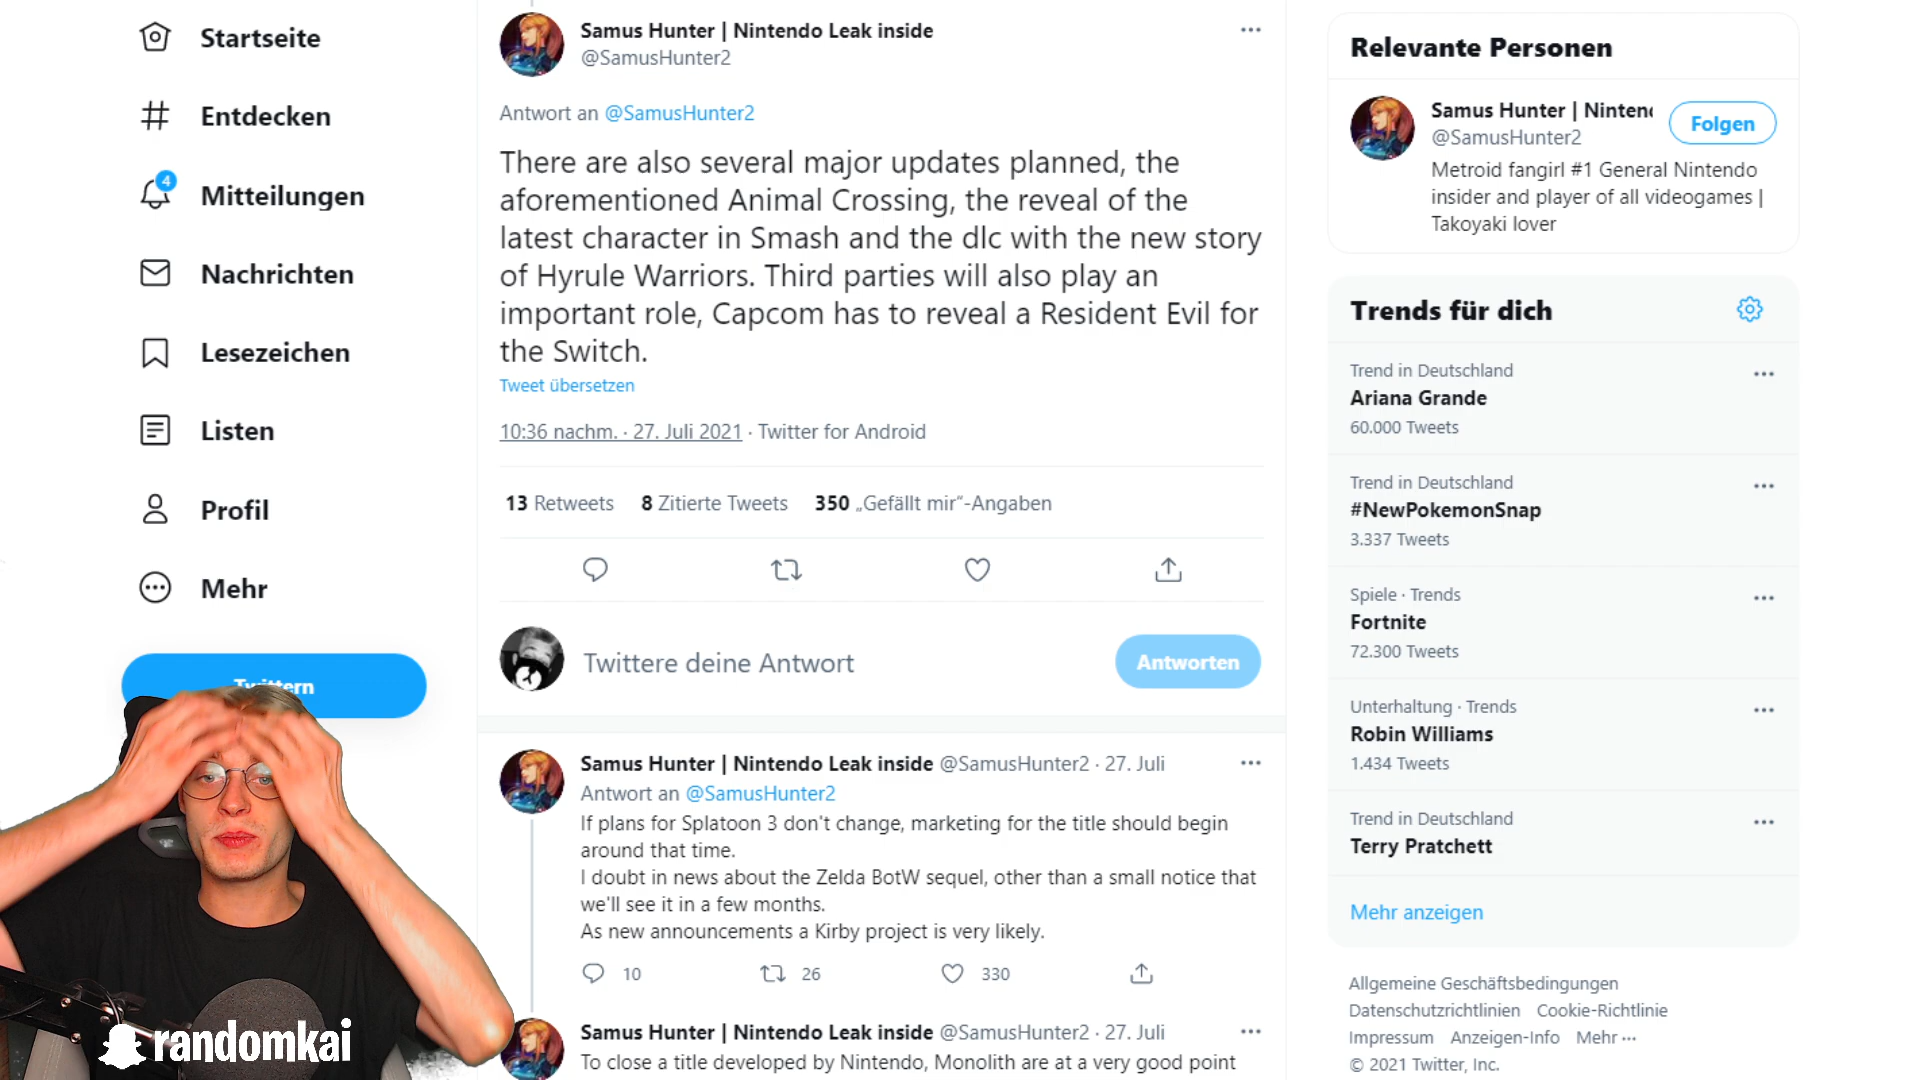 Startseite
Entdecken
4
Mitteilungen
Nachrichten
Lesezeichen
Listen
Profil
Mehr
Twittern
randomkai
Samus Hunter | Nintendo Leak inside
@SamusHunter2
Antwort an @SamusHunter2
There are also several major updates planned, the
aforementioned Animal Crossing, the reveal of the
latest character in Smash and the dlc with the new story
of Hyrule Warriors. Third parties will also play an
important role, Capcom has to reveal a Resident Evil for
the Switch.
Tweet übersetzen
10:36 nachm. · 27. Juli 2021 · Twitter for Android
13 Retweets 8 Zitierte Tweets 350 „Gefällt mir“-Angaben
Twittere deine Antwort
Antworten
Samus Hunter | Nintendo Leak inside @SamusHunter2 · 27. Juli
Antwort an @SamusHunter2
If plans for Splatoon 3 don't change, marketing for the title should begin
around that time.
I doubt in news about the Zelda BotW sequel, other than a small notice that
we'll see it in a few months.
As new announcements a Kirby project is very likely.
10 26 330
Samus Hunter | Nintendo Leak inside @SamusHunter2 · 27. Juli
To close a title developed by Nintendo, Monolith are at a very good point
Relevante Personen
Samus Hunter | Ninten
@SamusHunter2
Folgen
Metroid fangirl #1 General Nintendo
insider and player of all videogames |
Takoyaki lover
Trends für dich
Trend in Deutschland
Ariana Grande
60.000 Tweets
Trend in Deutschland
#NewPokemonSnap
3.337 Tweets
Spiele · Trends
Fortnite
72.300 Tweets
Unterhaltung · Trends
Robin Williams
1.434 Tweets
Trend in Deutschland
Terry Pratchett
Mehr anzeigen
Allgemeine Geschäftsbedingungen
Datenschutzrichtlinien Cookie-Richtlinie
Impressum Anzeigen-Info Mehr ···
© 2021 Twitter, Inc.